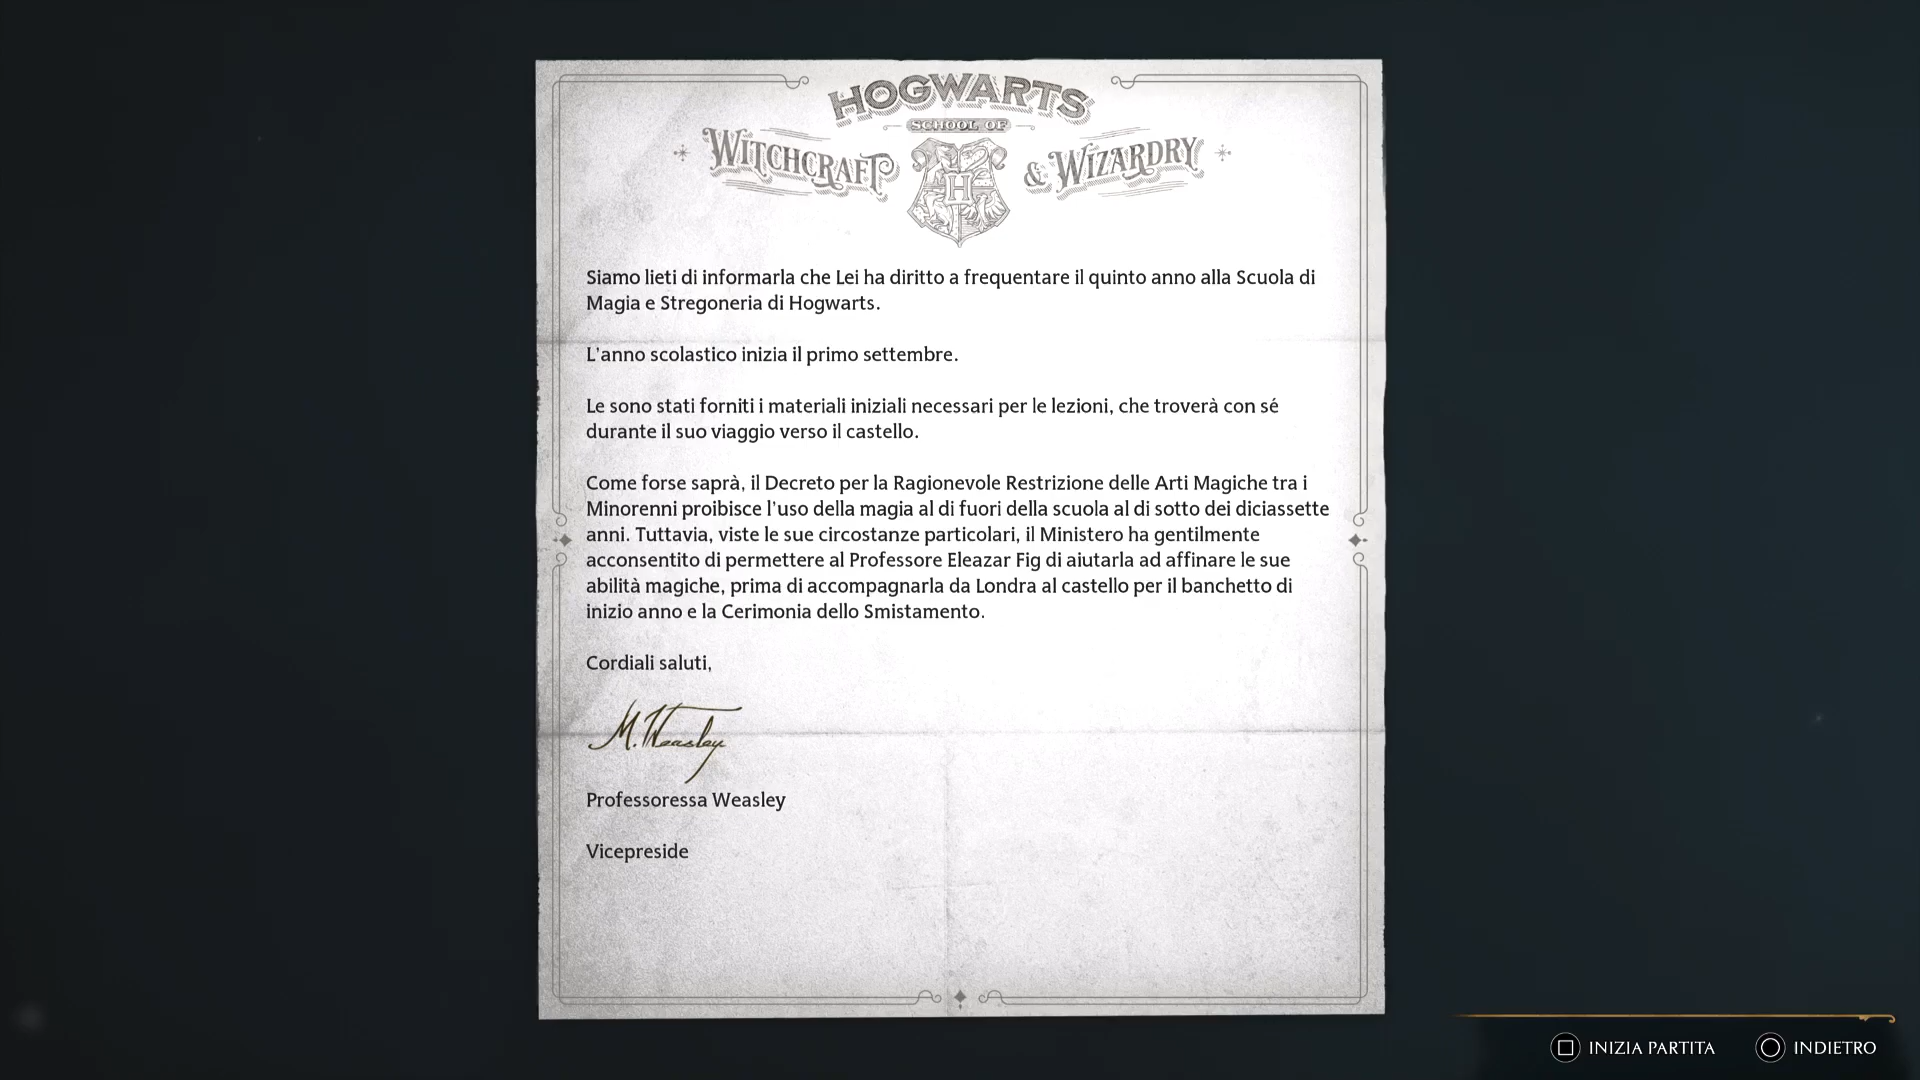 HOGWARTS
SCHOOL OF
WITCHCRAFT & WIZARDRY
H
Siamo lieti di informarla che Lei ha diritto a frequentare il quinto anno alla Scuola di
Magia e Stregoneria di Hogwarts.
L'anno scolastico inizia il primo settembre.
Le sono stati forniti i materiali iniziali necessari per le lezioni, che troverà con sé
durante il suo viaggio verso il castello.
Come forse saprà, il Decreto per la Ragionevole Restrizione delle Arti Magiche tra i
Minorenni proibisce l'uso della magia al di fuori della scuola al di sotto dei diciassette
anni. Tuttavia, viste le sue circostanze particolari, il Ministero ha gentilmente
acconsentito di permettere al Professore Eleazar Fig di aiutarla ad affinare le sue
abilità magiche, prima di accompagnarla da Londra al castello per il banchetto di
inizio anno e la Cerimonia dello Smistamento.
Cordiali saluti,
M. Weasley
Professoressa Weasley
Vicepreside
INIZIA PARTITA INDIETRO